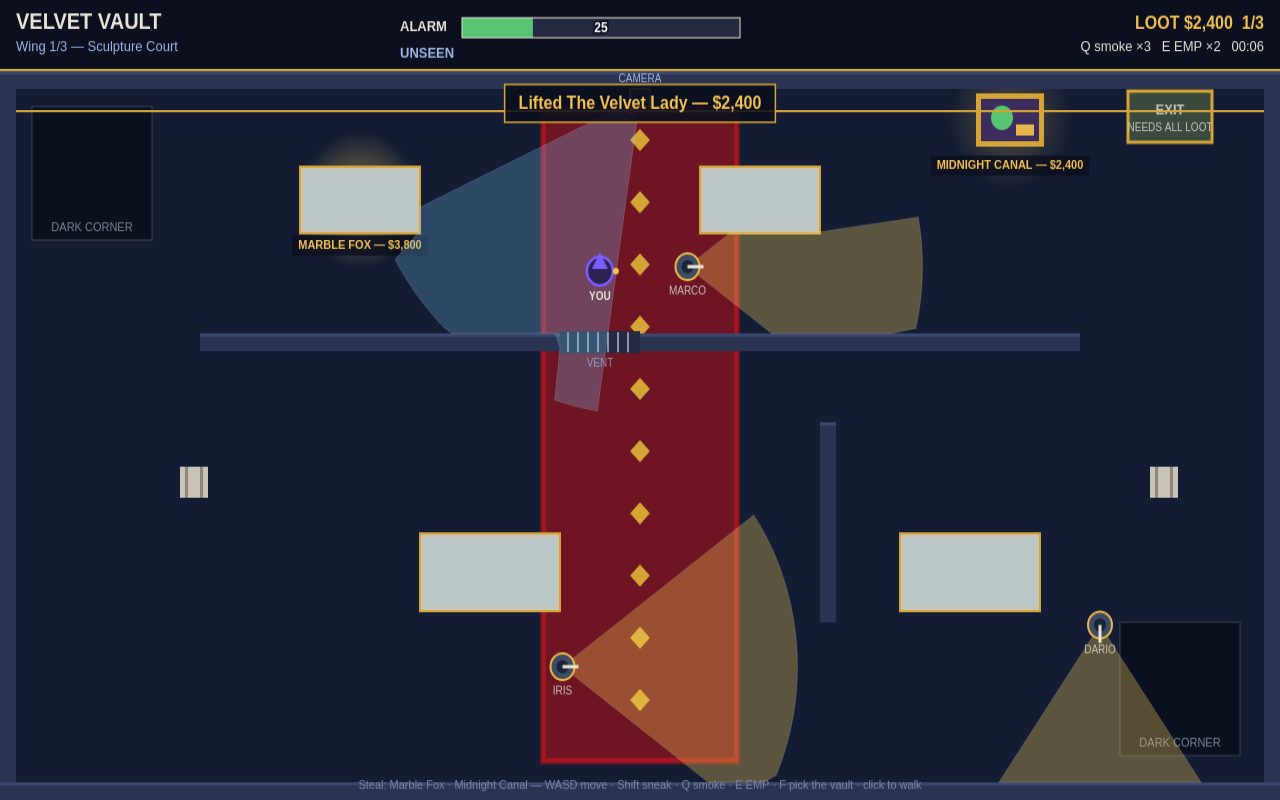 VELVET VAULT
Wing 1/3 — Sculpture Court
ALARM
25
UNSEEN
LOOT $2,400 1/3
Q smoke ×3 E EMP ×2 00:06
CAMERA
Lifted The Velvet Lady — $2,400
EXIT
NEEDS ALL LOOT
MIDNIGHT CANAL — $2,400
DARK CORNER
MARBLE FOX — $3,800
YOU
MARCO
VENT
IRIS
DARIO
DARK CORNER
Steal: Marble Fox · Midnight Canal — WASD move · Shift sneak · Q smoke · E EMP · F pick the vault · click to walk